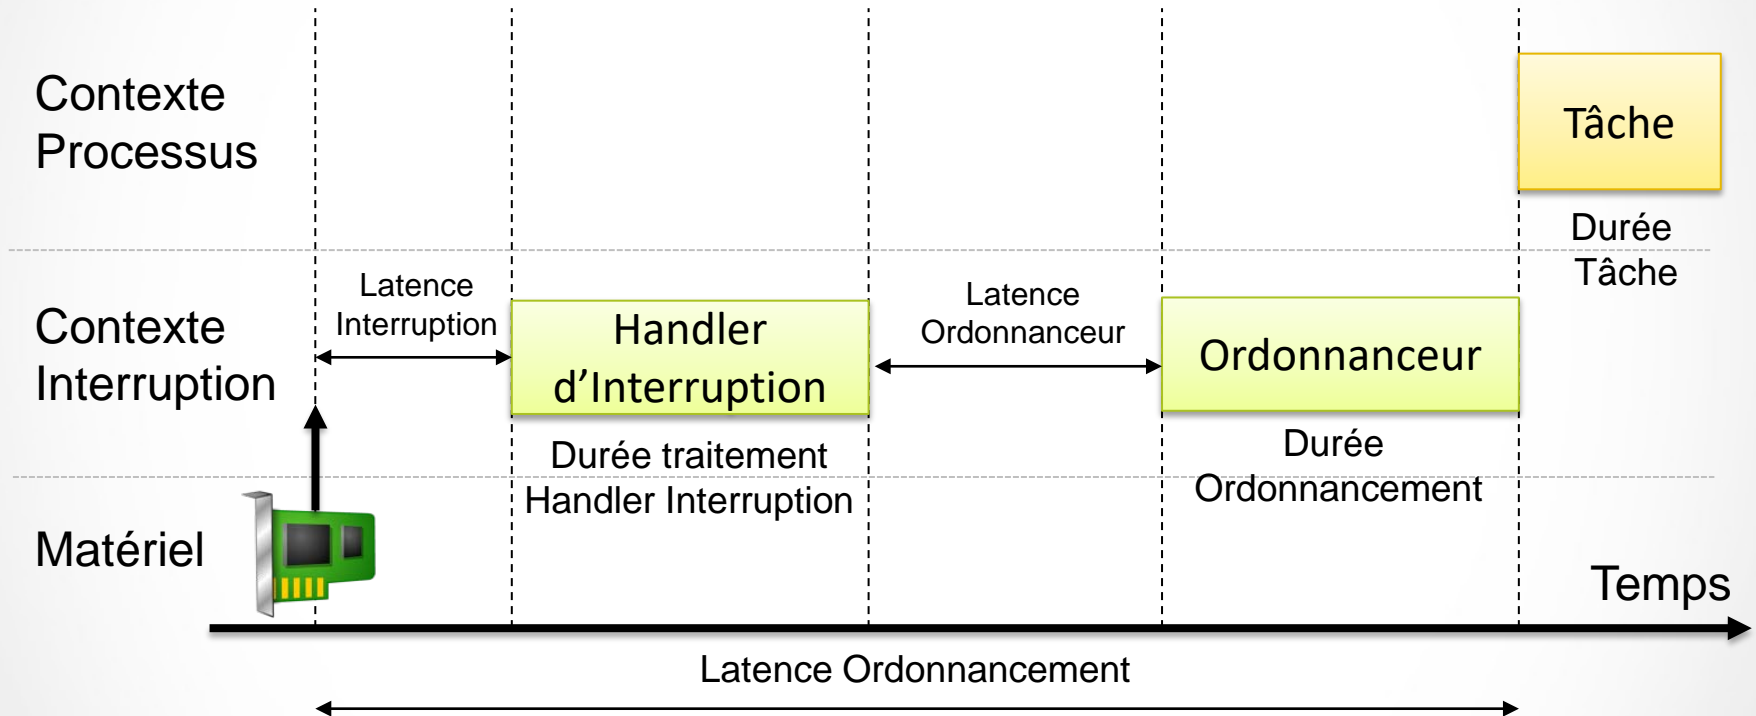 Contexte
Processus
Tâche
Durée
Tâche
Contexte
Interruption
Latence
Interruption
Handler
d’Interruption
Durée traitement
Handler Interruption
Latence
Ordonnanceur
Ordonnanceur
Durée
Ordonnancement
Matériel
Temps
Latence Ordonnancement